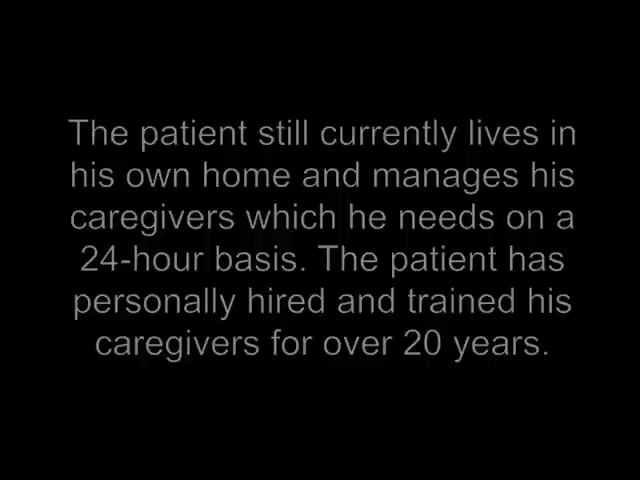 The patient still currently lives in
his own home and manages his
caregivers which he needs on a
24-hour basis. The patient has
personally hired and trained his
caregivers for over 20 years.